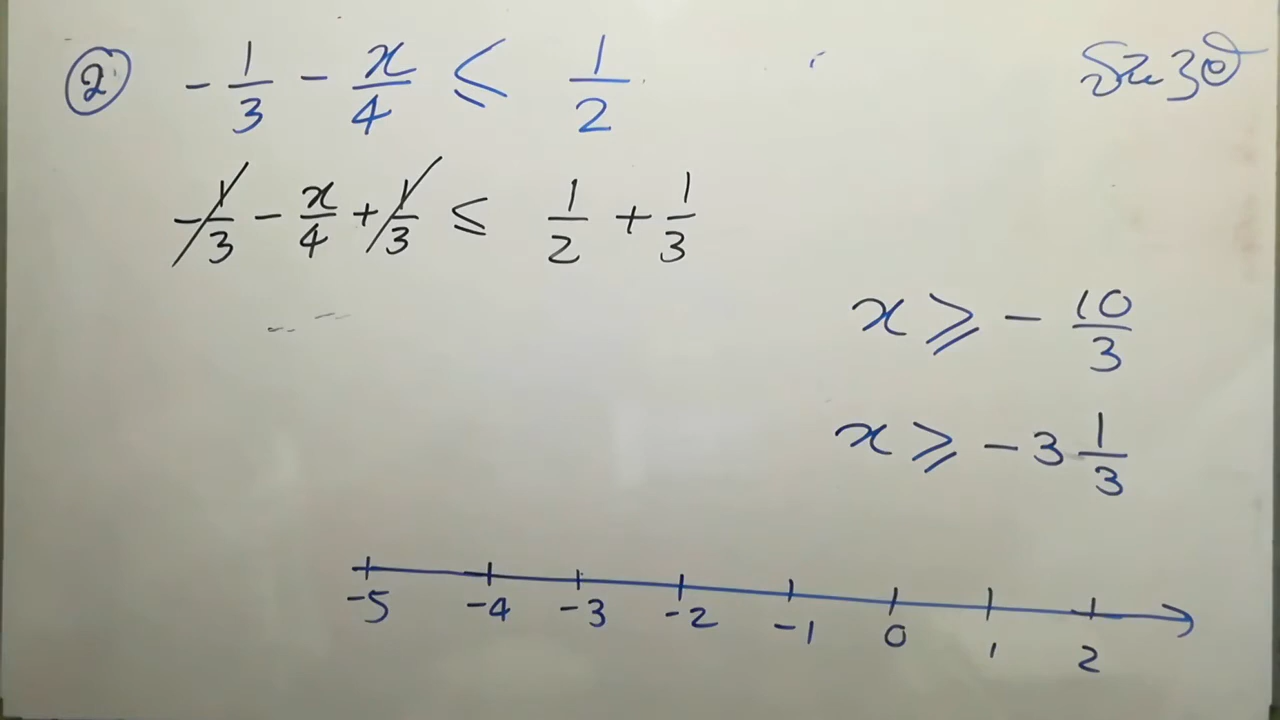 ② -1/3 - x/4 ≤ 1/2
-1/3 - x/4 + 1/3 ≤ 1/2 + 1/3
x ≥ - 10/3
x ≥ -3 1/3
-5 -4 -3 -2 -1 0 1 2